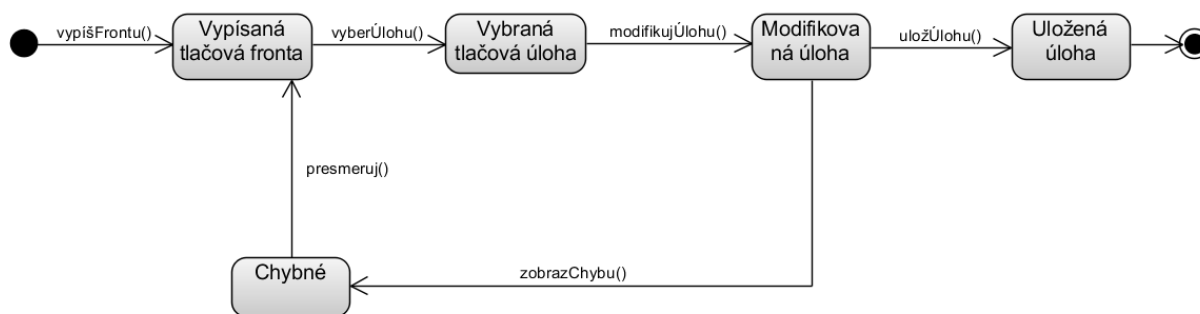 vypíšFrontu()
Vypísaná
tlačová fronta
vyberÚlohu()
Vybraná
tlačová úloha
modifikujÚlohu()
Modifikova
ná úloha
uložÚlohu()
Uložená
úloha
presmeruj()
Chybné
zobrazChybu()